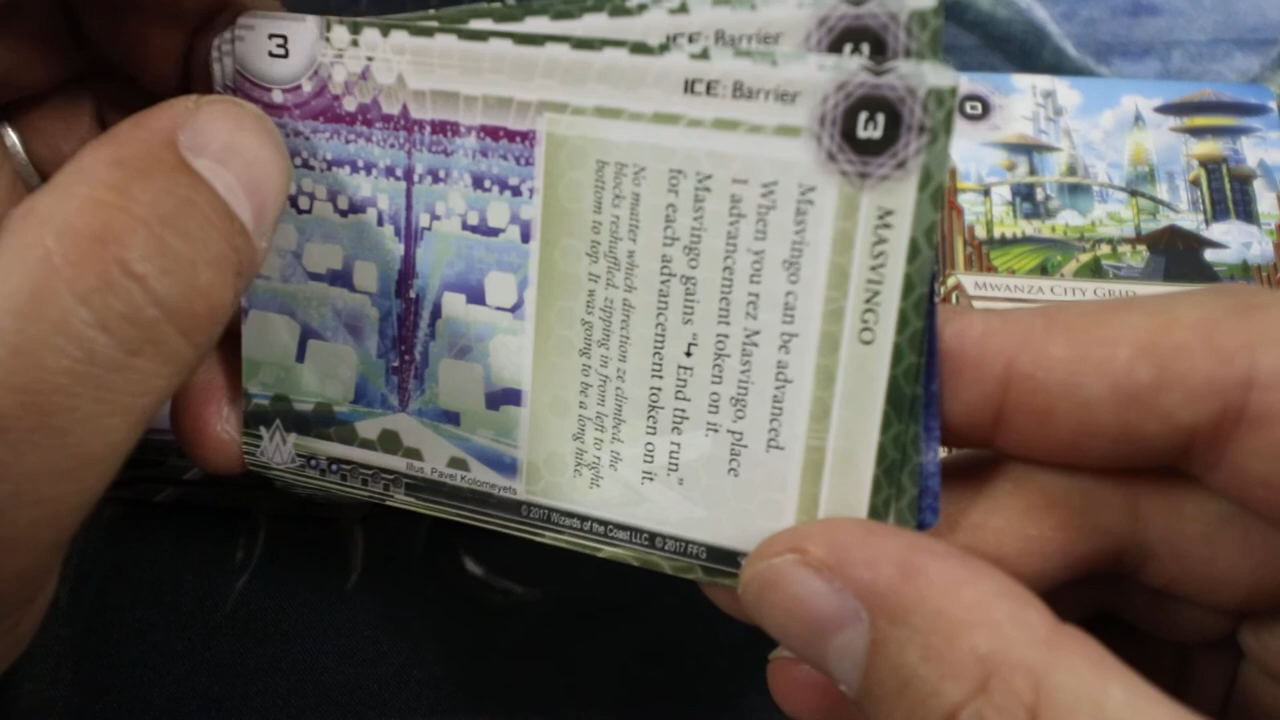 ICE: Barrier
3
3
ICE: Barrier
3
MASVINGO
Masvingo can be advanced.
When you rez Masvingo, place
1 advancement token on it.
Masvingo gains “↳ End the run.”
for each advancement token on it.
No matter which direction ze climbed, the
blocks reshuffled, zipping in from left to right,
bottom to top. It was going to be a long hike.
Illus. Pavel Kolomeyets
© 2017 Wizards of the Coast LLC. © 2017 FFG
0
MWANZA CITY GRID